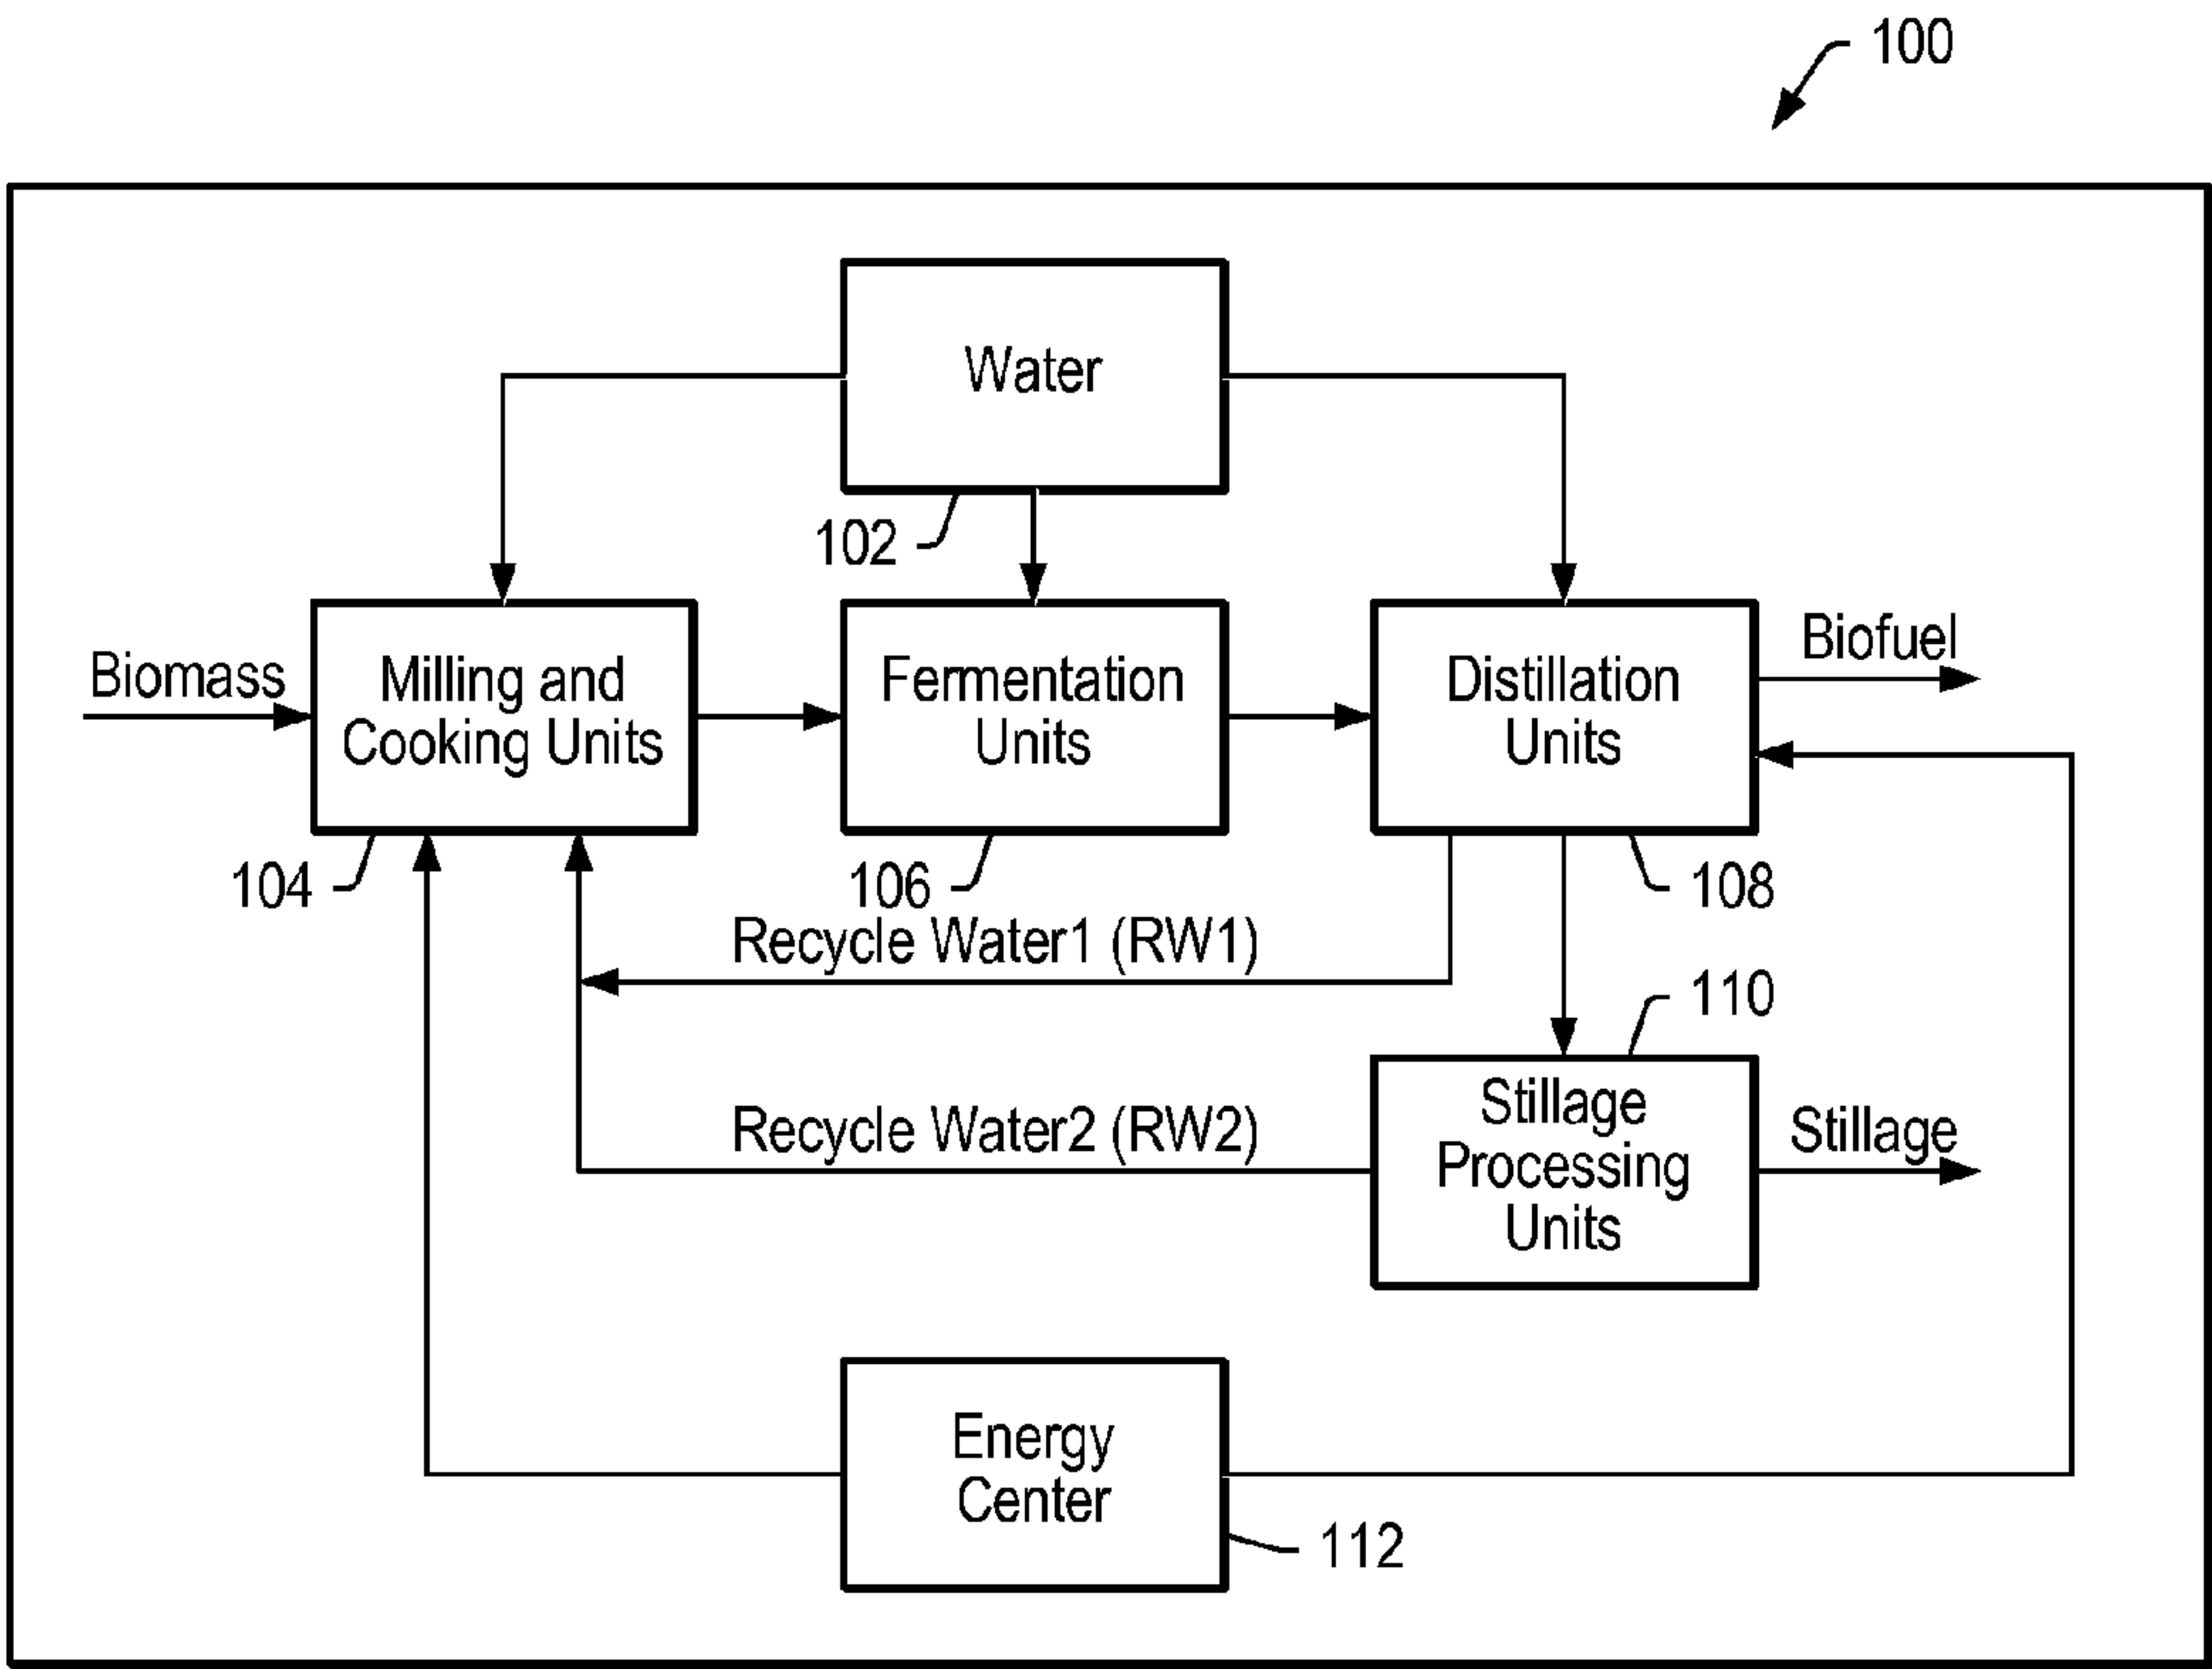 100
Water
102
Biomass
Milling and
Cooking Units
104
Fermentation
Units
106
Distillation
Units
108
Biofuel
Recycle Water1 (RW1)
110
Recycle Water2 (RW2)
Stillage
Processing
Units
Stillage
Energy
Center
112